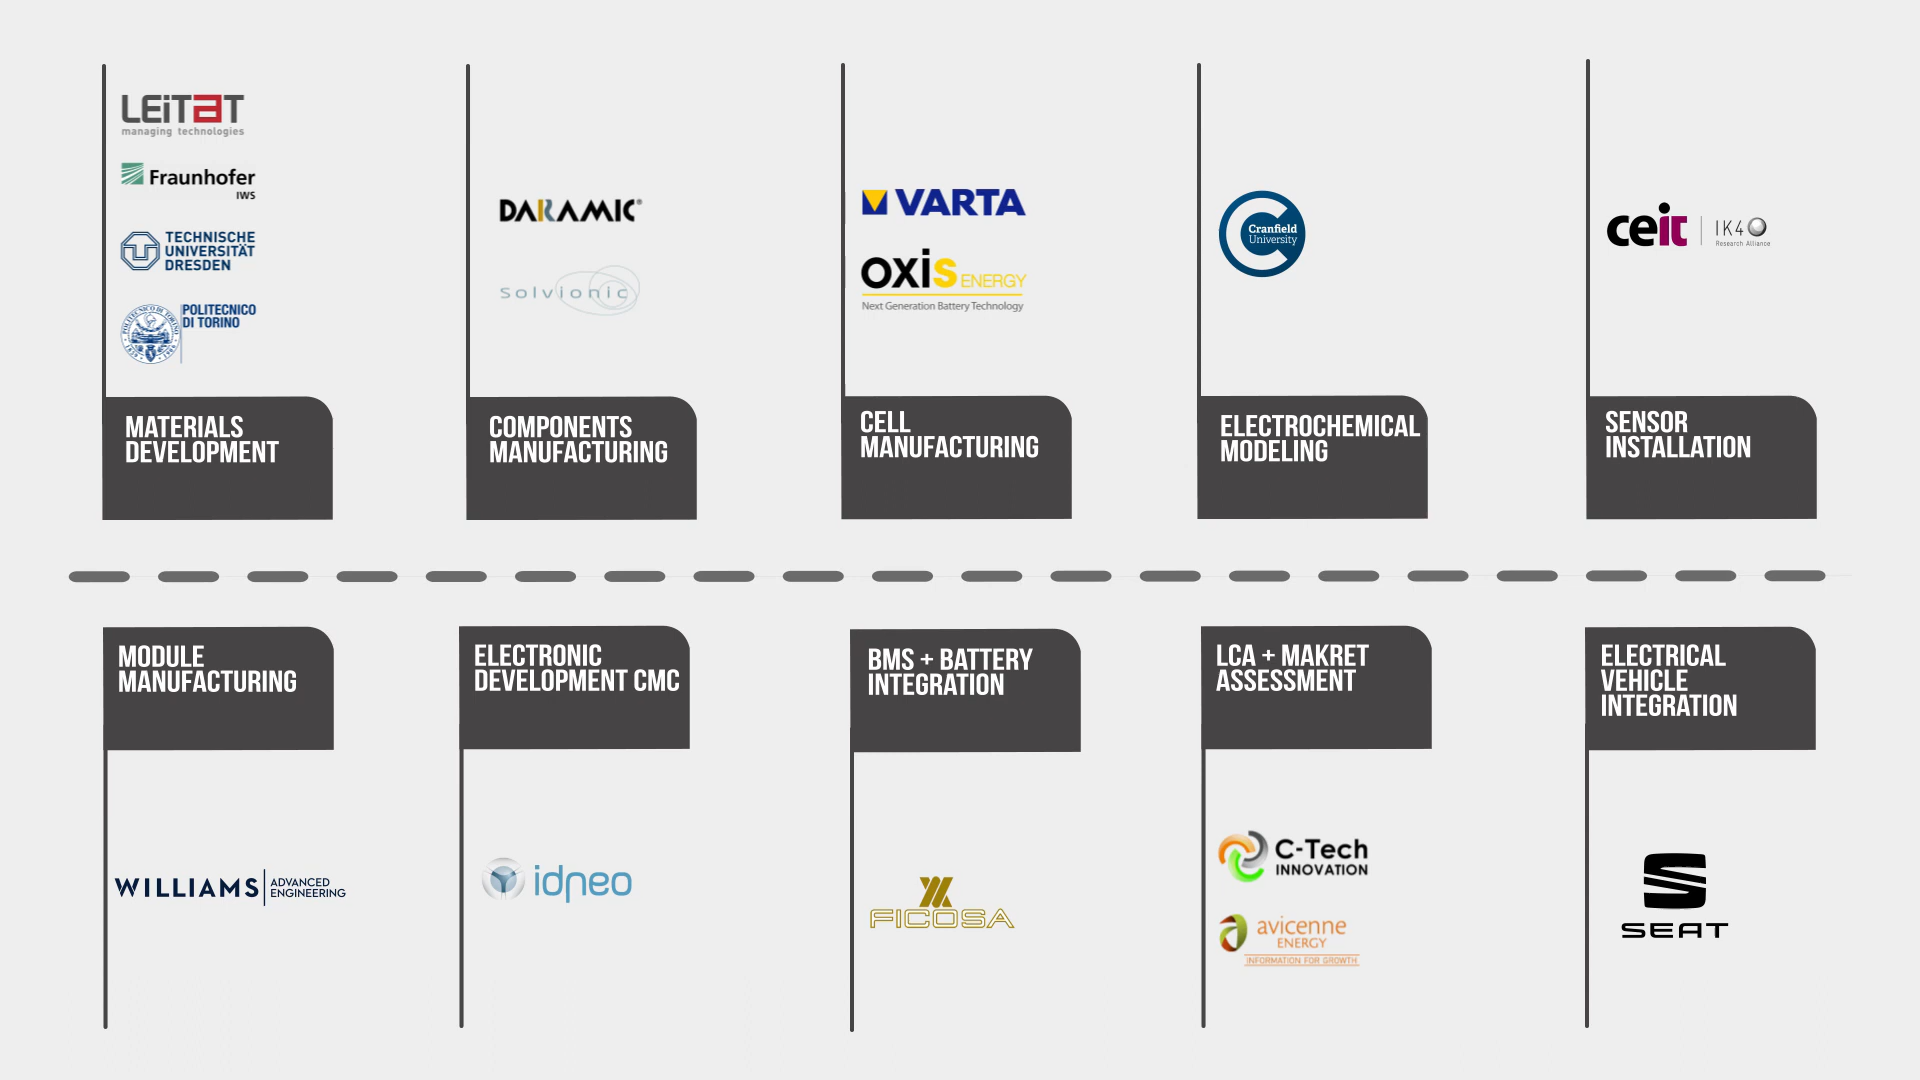 LEiTAT
managing technologies
Fraunhofer
IWS
TECHNISCHE
UNIVERSITÄT
DRESDEN
POLITECNICO
DI TORINO
MATERIALS
DEVELOPMENT
DARAMIC®
Solvionic
COMPONENTS
MANUFACTURING
VARTA
OXiS ENERGY
Next Generation Battery Technology
CELL
MANUFACTURING
Cranfield
University
ELECTROCHEMICAL
MODELING
ceit IK4
Research Alliance
SENSOR
INSTALLATION
MODULE
MANUFACTURING
WILLIAMS ADVANCED
ENGINEERING
ELECTRONIC
DEVELOPMENT CMC
idneo
BMS + BATTERY
INTEGRATION
FICOSA
LCA + MAKRET
ASSESSMENT
C-Tech
INNOVATION
avicenne
ENERGY
INFORMATION FOR GROWTH
ELECTRICAL
VEHICLE
INTEGRATION
SEAT